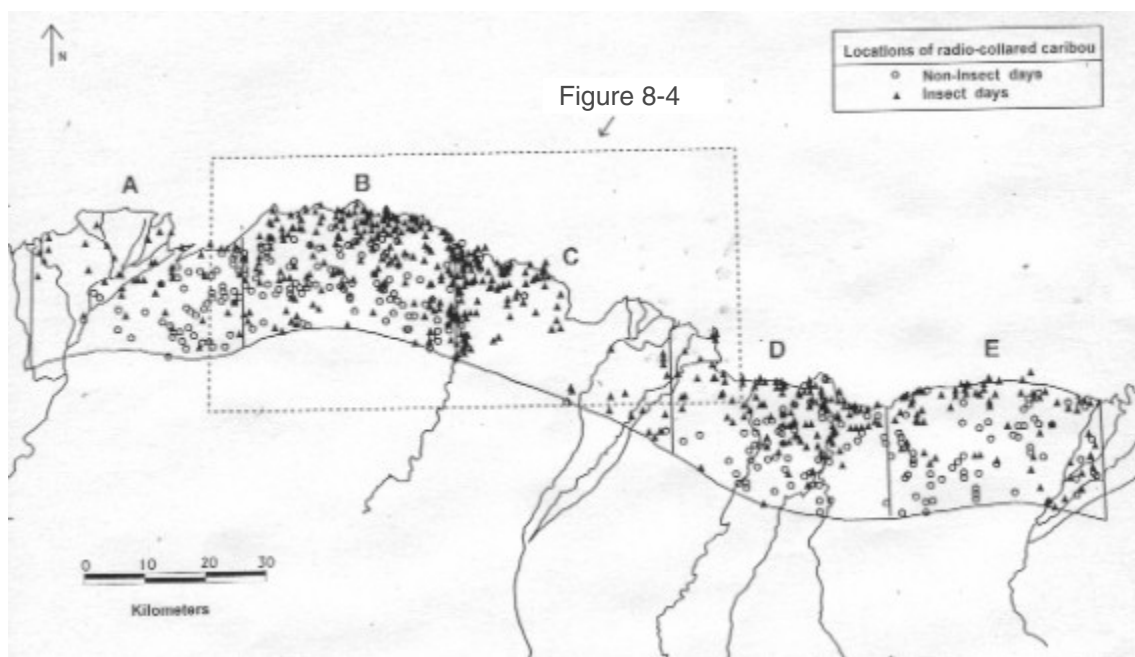 N
Locations of radio-collared caribou
Non-Insect days
Insect days
Figure 8-4
A
B
C
D
E
0 10 20 30
Kilometers